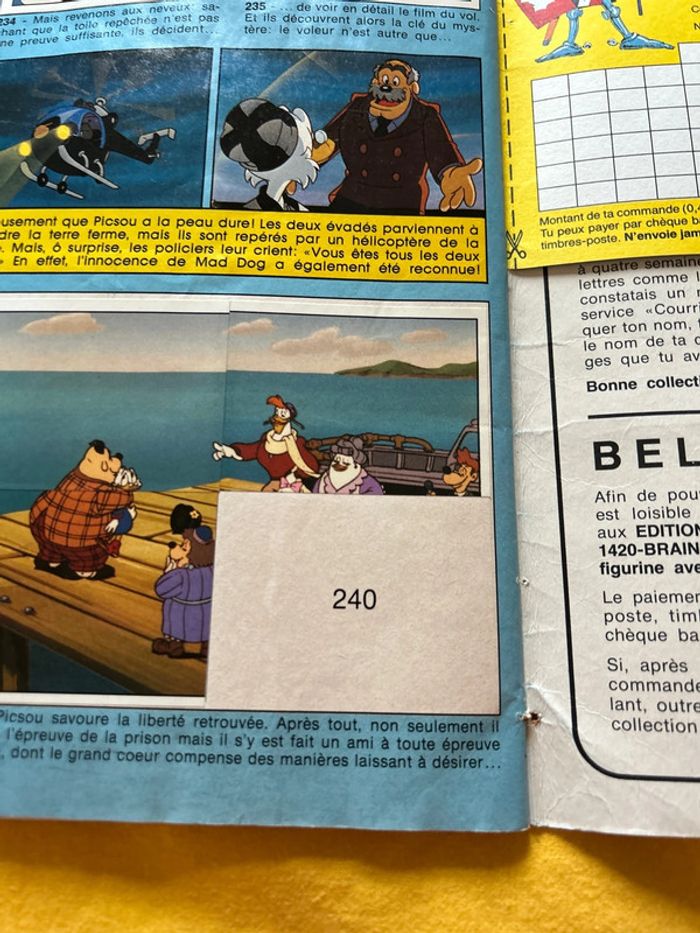 234 - Mais revenons aux neveux: sa-
chant que la toile repêchée n'est pas
une preuve suffisante, ils décident...
235 - ... de voir en détail le film du vol.
Et ils découvrent alors la clé du mys-
tère: le voleur n'est autre que...
usement que Picsou a la peau dure! Les deux évadés parviennent à
dre la terre ferme, mais ils sont repérés par un hélicoptère de la
. Mais, ô surprise, les policiers leur crient: «Vous êtes tous les deux
» En effet, l'innocence de Mad Dog a également été reconnue!
240
Picsou savoure la liberté retrouvée. Après tout, non seulement il
l'épreuve de la prison mais il s'y est fait un ami à toute épreuve
, dont le grand coeur compense des manières laissant à désirer...
C
N
Montant de ta commande (0,
Tu peux payer par chèque ba
timbres-poste. N'envoie jam
à quatre semaine
lettres comme l
constatais un
service «Courri
quer ton nom,
le nom de ta
ges que tu av
Bonne collect
BEL
Afin de pou
est loisible
aux EDITION
1420-BRAIN
figurine ave
Le paiemen
poste, timl
chèque ba
Si, après
commande
lant, outre
collection